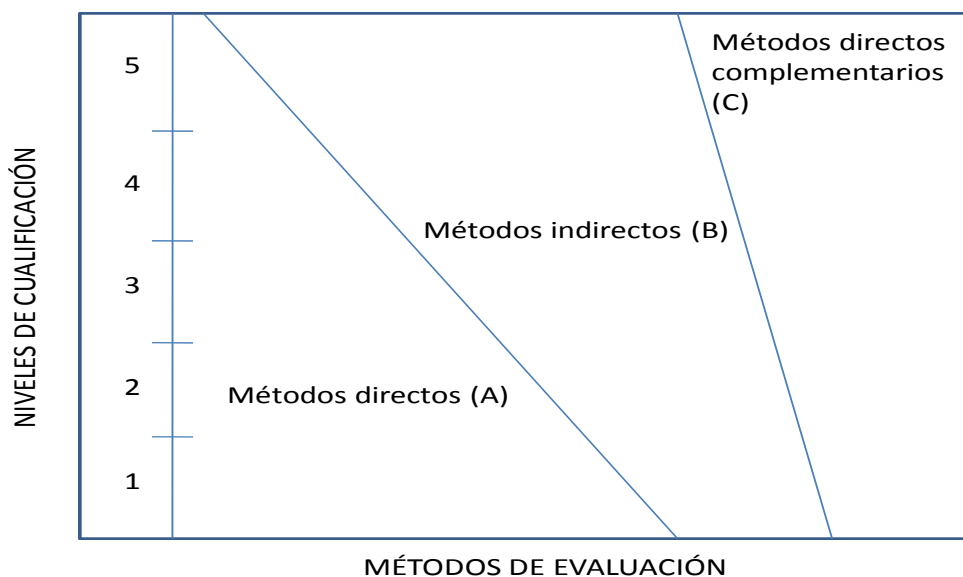 Métodos directos
complementarios
(C)
5
4
Métodos indirectos (B)
3
2
Métodos directos (A)
1
NIVELES DE CUALIFICACIÓN
MÉTODOS DE EVALUACIÓN